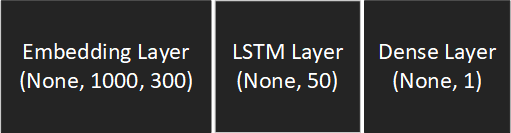 Embedding Layer
(None, 1000, 300)
LSTM Layer
(None, 50)
Dense Layer
(None, 1)